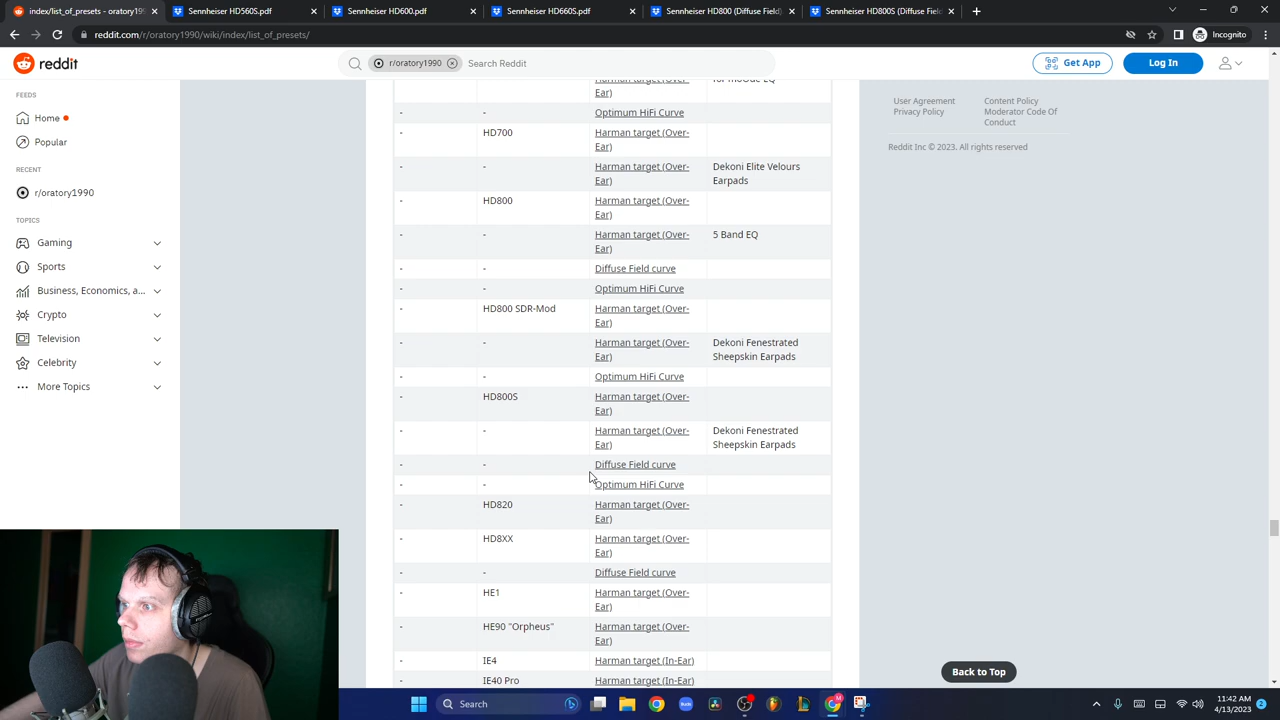 index/list_of_presets - oratory19
Sennheiser HD560S.pdf
Sennheiser HD600.pdf
Sennheiser HD660S.pdf
Sennheiser HD800 (Diffuse Fiel
Sennheiser HD800S (Diffuse Fiel
reddit.com/r/oratory1990/wiki/index/list_of_presets/
Incognito
reddit
r/oratory1990
Search Reddit
Get App
Log In
FEEDS
Home
Popular
RECENT
r/oratory1990
TOPICS
Gaming
Sports
Business, Economics, a...
Crypto
Television
Celebrity
More Topics
Harman target (Over-
Ear)
for moOde EQ
- - Optimum HiFi Curve
- HD700 Harman target (Over-
Ear)
- - Harman target (Over-
Ear)
Dekoni Elite Velours
Earpads
- HD800 Harman target (Over-
Ear)
- - Harman target (Over-
Ear)
5 Band EQ
- - Diffuse Field curve
- - Optimum HiFi Curve
- HD800 SDR-Mod Harman target (Over-
Ear)
- - Harman target (Over-
Ear)
Dekoni Fenestrated
Sheepskin Earpads
- - Optimum HiFi Curve
- HD800S Harman target (Over-
Ear)
- - Harman target (Over-
Ear)
Dekoni Fenestrated
Sheepskin Earpads
- - Diffuse Field curve
- - Optimum HiFi Curve
- HD820 Harman target (Over-
Ear)
- HD8XX Harman target (Over-
Ear)
- - Diffuse Field curve
- HE1 Harman target (Over-
Ear)
- HE90 "Orpheus" Harman target (Over-
Ear)
- IE4 Harman target (In-Ear)
- IE40 Pro Harman target (In-Ear)
User Agreement
Privacy Policy
Content Policy
Moderator Code Of
Conduct
Reddit Inc © 2023. All rights reserved
Back to Top
Search
11:42 AM
4/13/2023
2